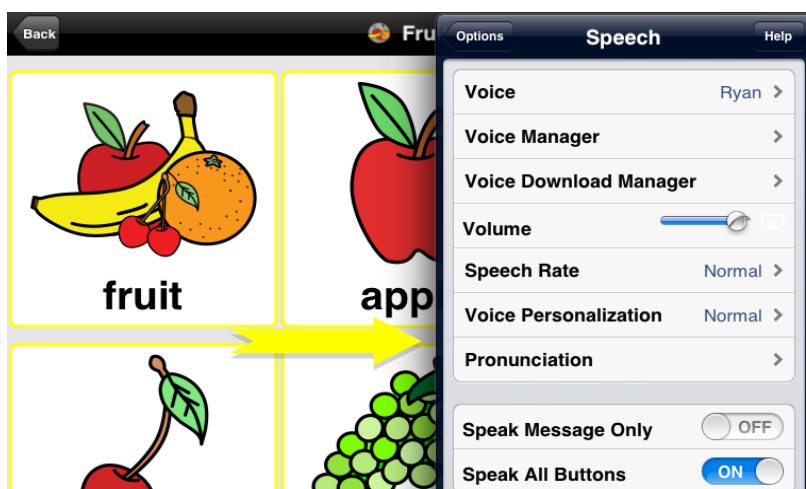 Back
Fru
Options
Speech
Help
Voice
Ryan
Voice Manager
Voice Download Manager
Volume
Speech Rate
Normal
Voice Personalization
Normal
Pronunciation
Speak Message Only
OFF
Speak All Buttons
ON
fruit
app